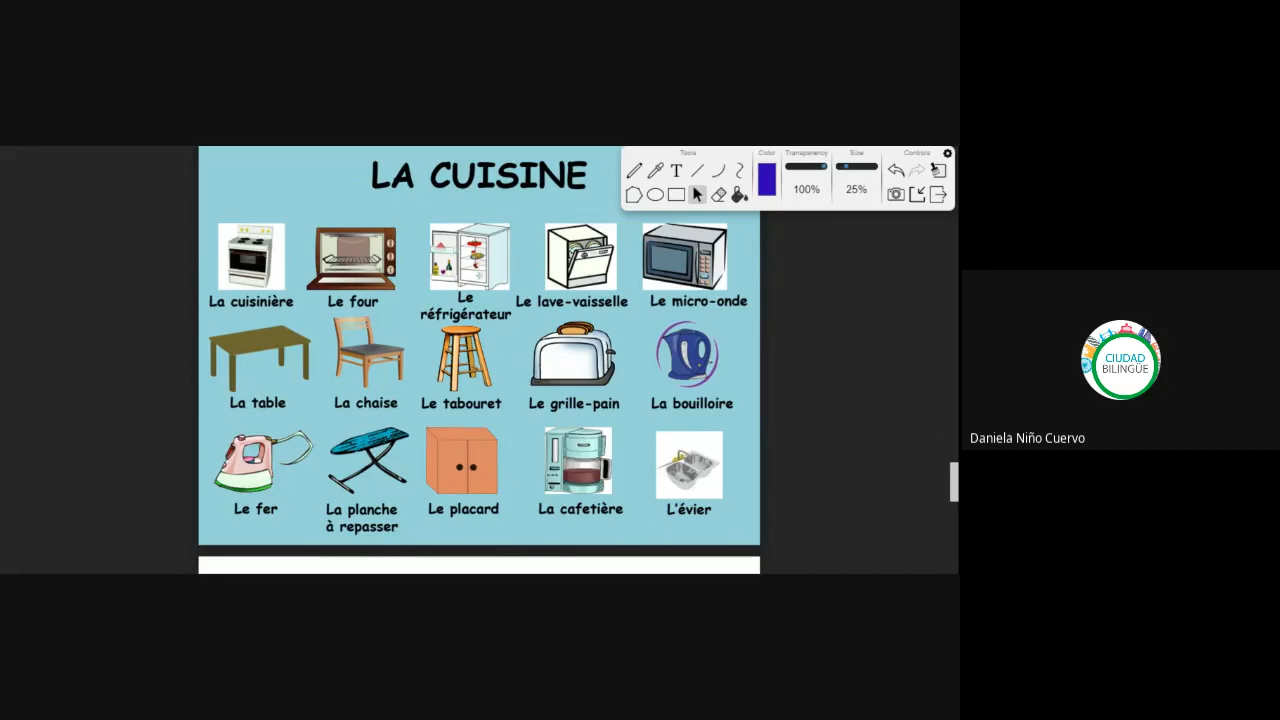 LA CUISINE
Tools
Color
Transparency
Size
Controls
T
100%
25%
La cuisinière
Le four
Le
réfrigérateur
Le lave-vaisselle
Le micro-onde
La table
La chaise
Le tabouret
Le grille-pain
La bouilloire
Le fer
La planche
à repasser
Le placard
La cafetière
L'évier
CIUDAD
BILINGÜE
Daniela Niño Cuervo